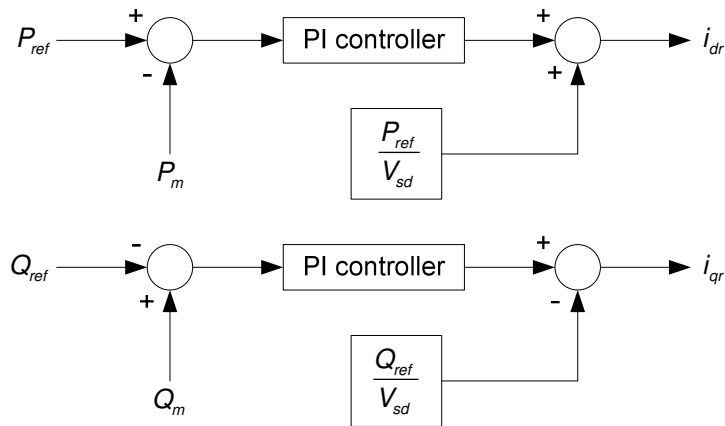 + +
P_ref PI controller i_dr
- +
P_ref
P_m V_sd
- +
Q_ref PI controller i_qr
+ -
Q_ref
Q_m V_sd